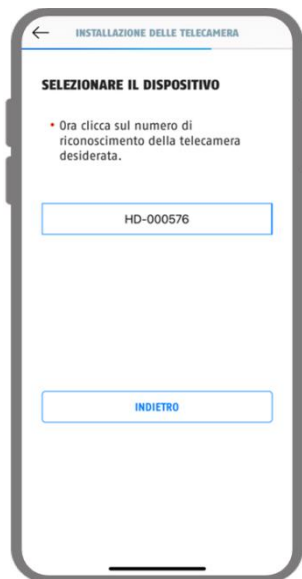 INSTALLAZIONE DELLE TELECAMERA
SELEZIONARE IL DISPOSITIVO
• Ora clicca sul numero di
riconoscimento della telecamera
desiderata.
HD-000576
INDIETRO